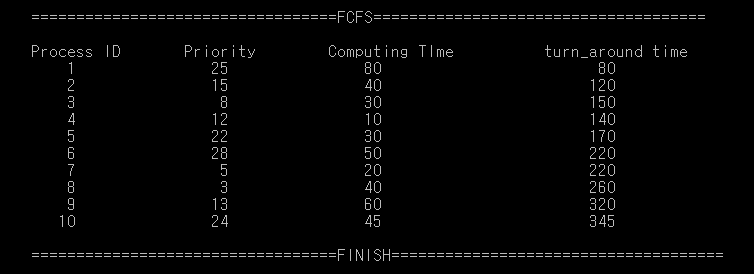 ==================================FCFS=====================================
Process ID Priority Computing TIme turn_around time
1 25 80 80
2 15 40 120
3 8 30 150
4 12 10 140
5 22 30 170
6 28 50 220
7 5 20 220
8 3 40 260
9 13 60 320
10 24 45 345
==================================FINISH=====================================